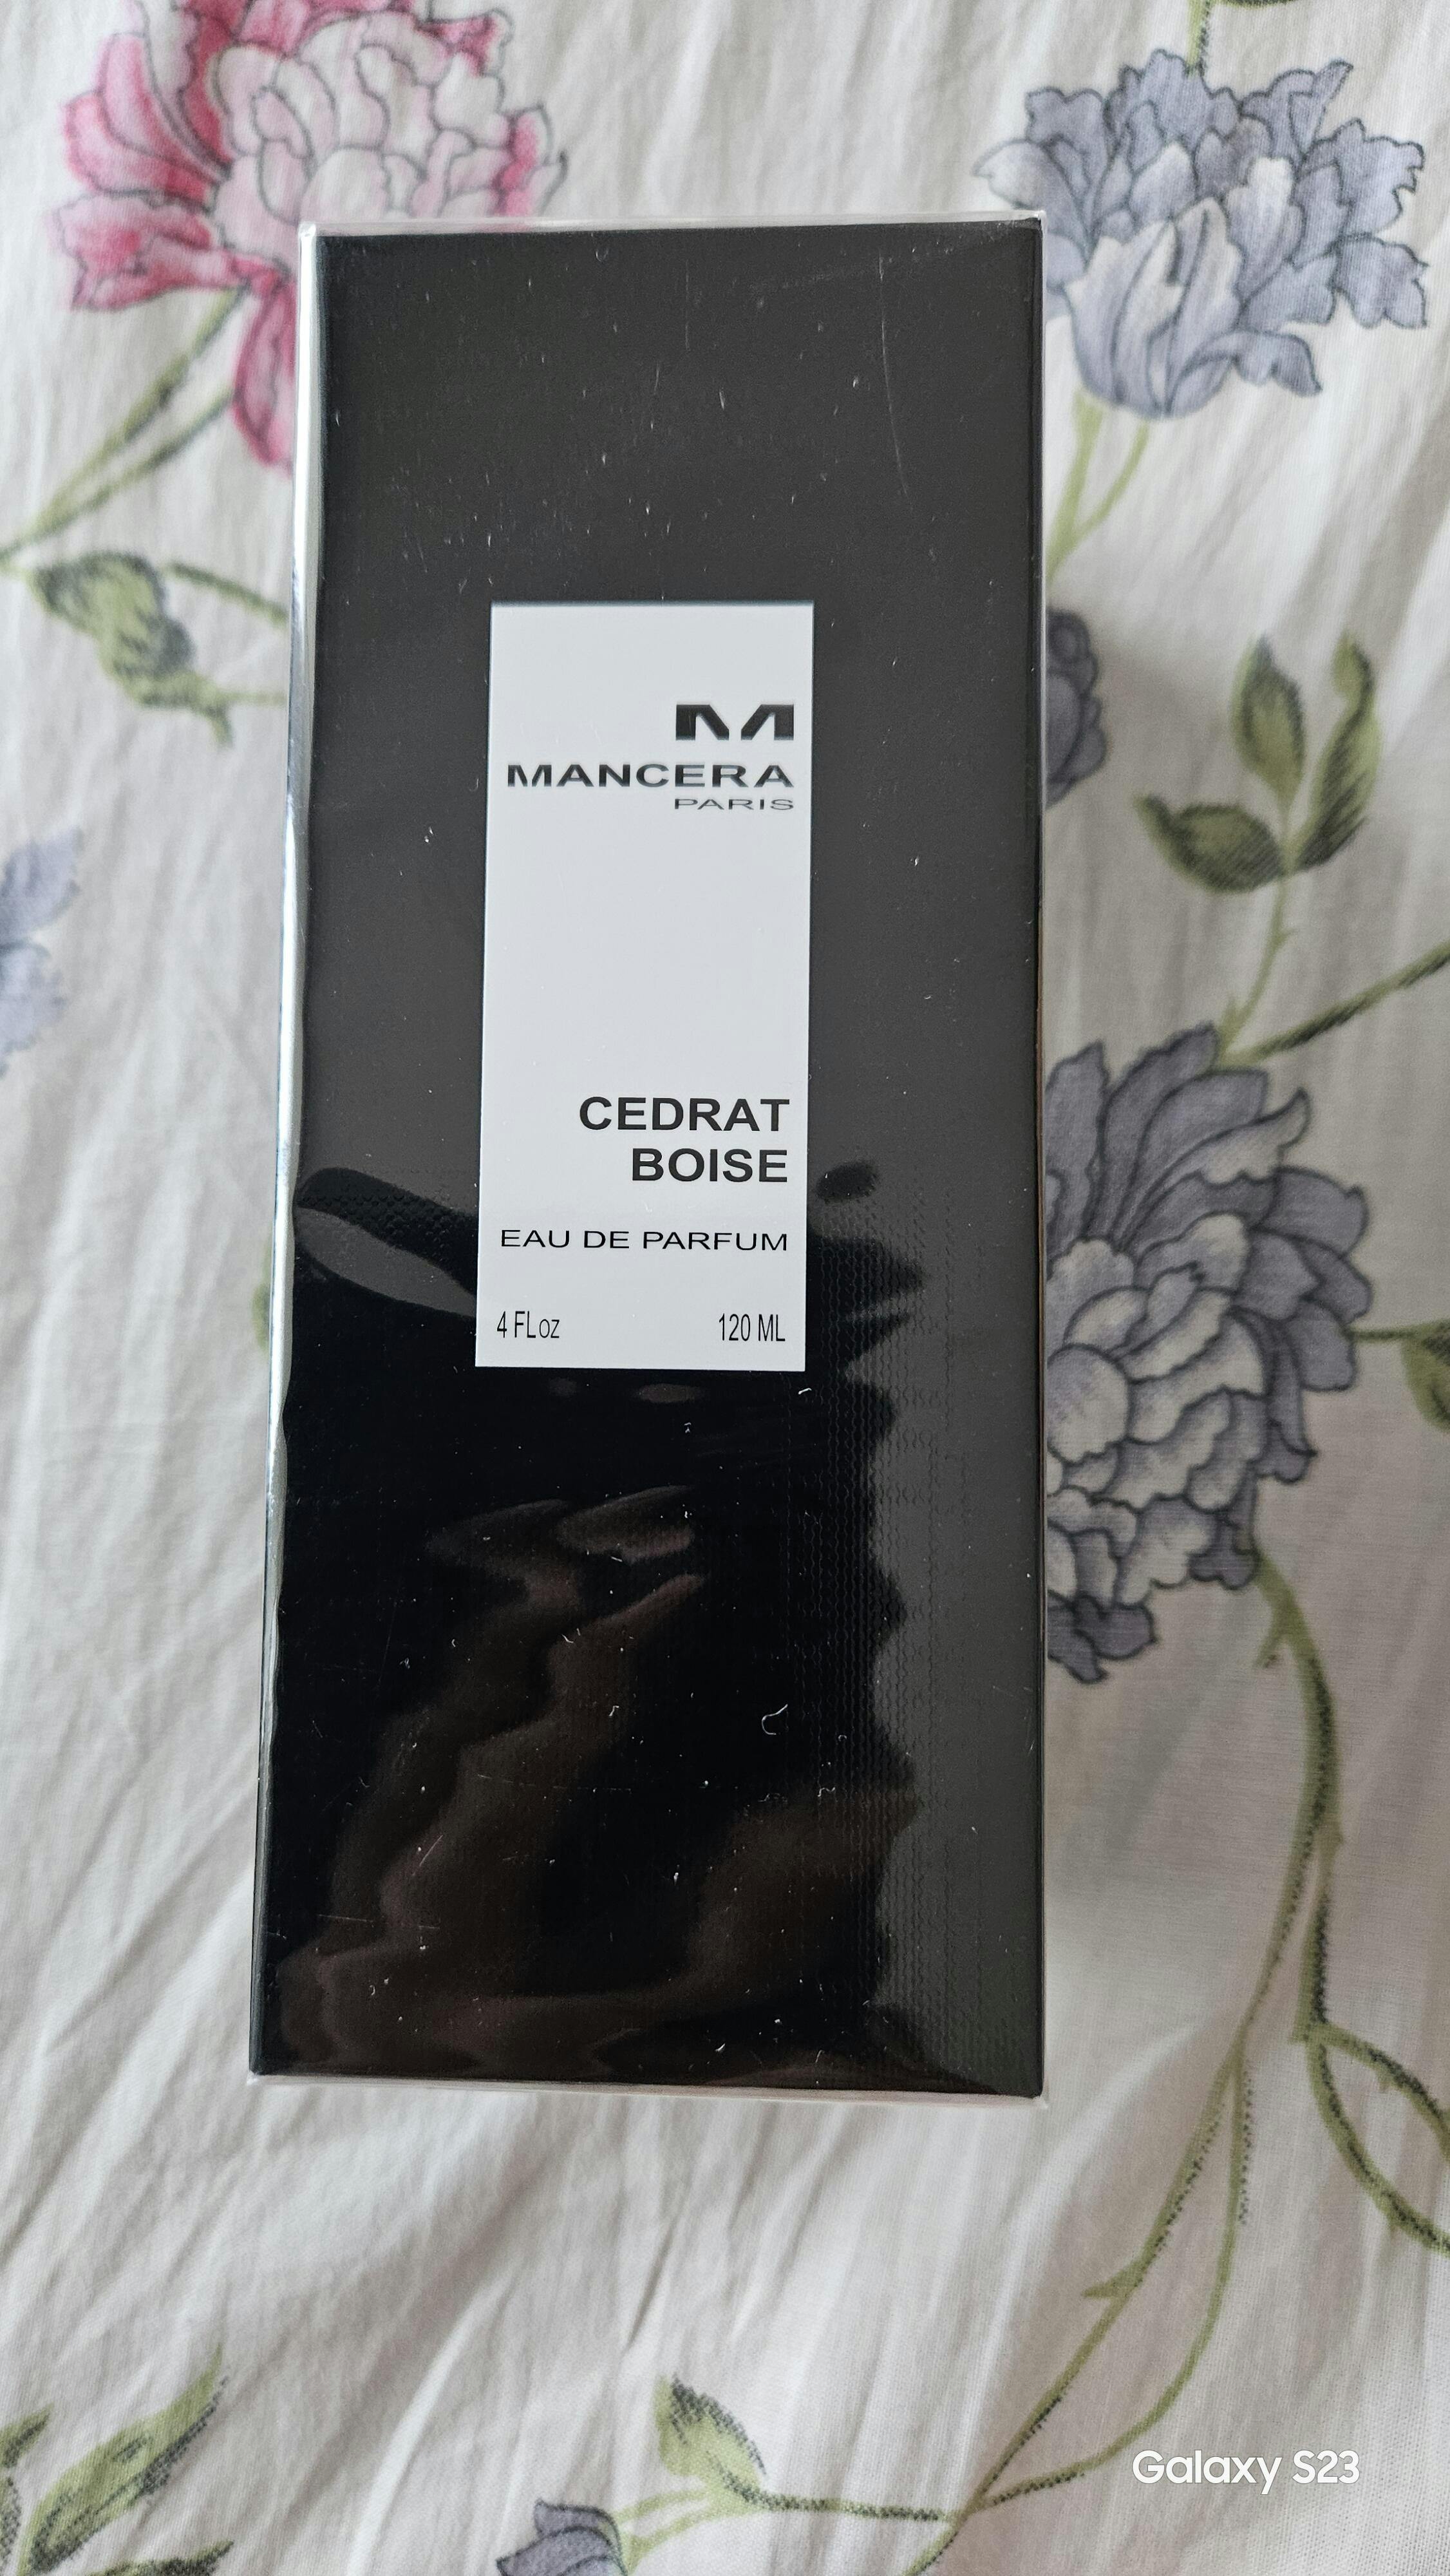 M
MANCERA
PARIS
CEDRAT
BOISE
EAU DE PARFUM
4 FLoz 120 ML
Galaxy S23